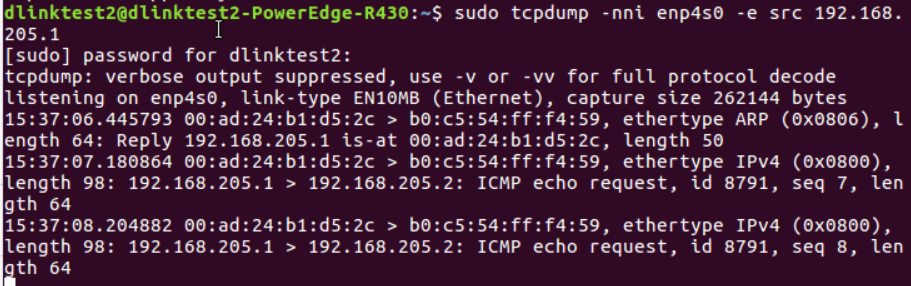 dlinktest2@dlinktest2-PowerEdge-R430:~$ sudo tcpdump -nni enp4s0 -e src 192.168.
205.1
[sudo] password for dlinktest2:
tcpdump: verbose output suppressed, use -v or -vv for full protocol decode
listening on enp4s0, link-type EN10MB (Ethernet), capture size 262144 bytes
15:37:06.445793 00:ad:24:b1:d5:2c > b0:c5:54:ff:f4:59, ethertype ARP (0x0806), l
ength 64: Reply 192.168.205.1 is-at 00:ad:24:b1:d5:2c, length 50
15:37:07.180864 00:ad:24:b1:d5:2c > b0:c5:54:ff:f4:59, ethertype IPv4 (0x0800),
length 98: 192.168.205.1 > 192.168.205.2: ICMP echo request, id 8791, seq 7, len
gth 64
15:37:08.204882 00:ad:24:b1:d5:2c > b0:c5:54:ff:f4:59, ethertype IPv4 (0x0800),
length 98: 192.168.205.1 > 192.168.205.2: ICMP echo request, id 8791, seq 8, len
gth 64